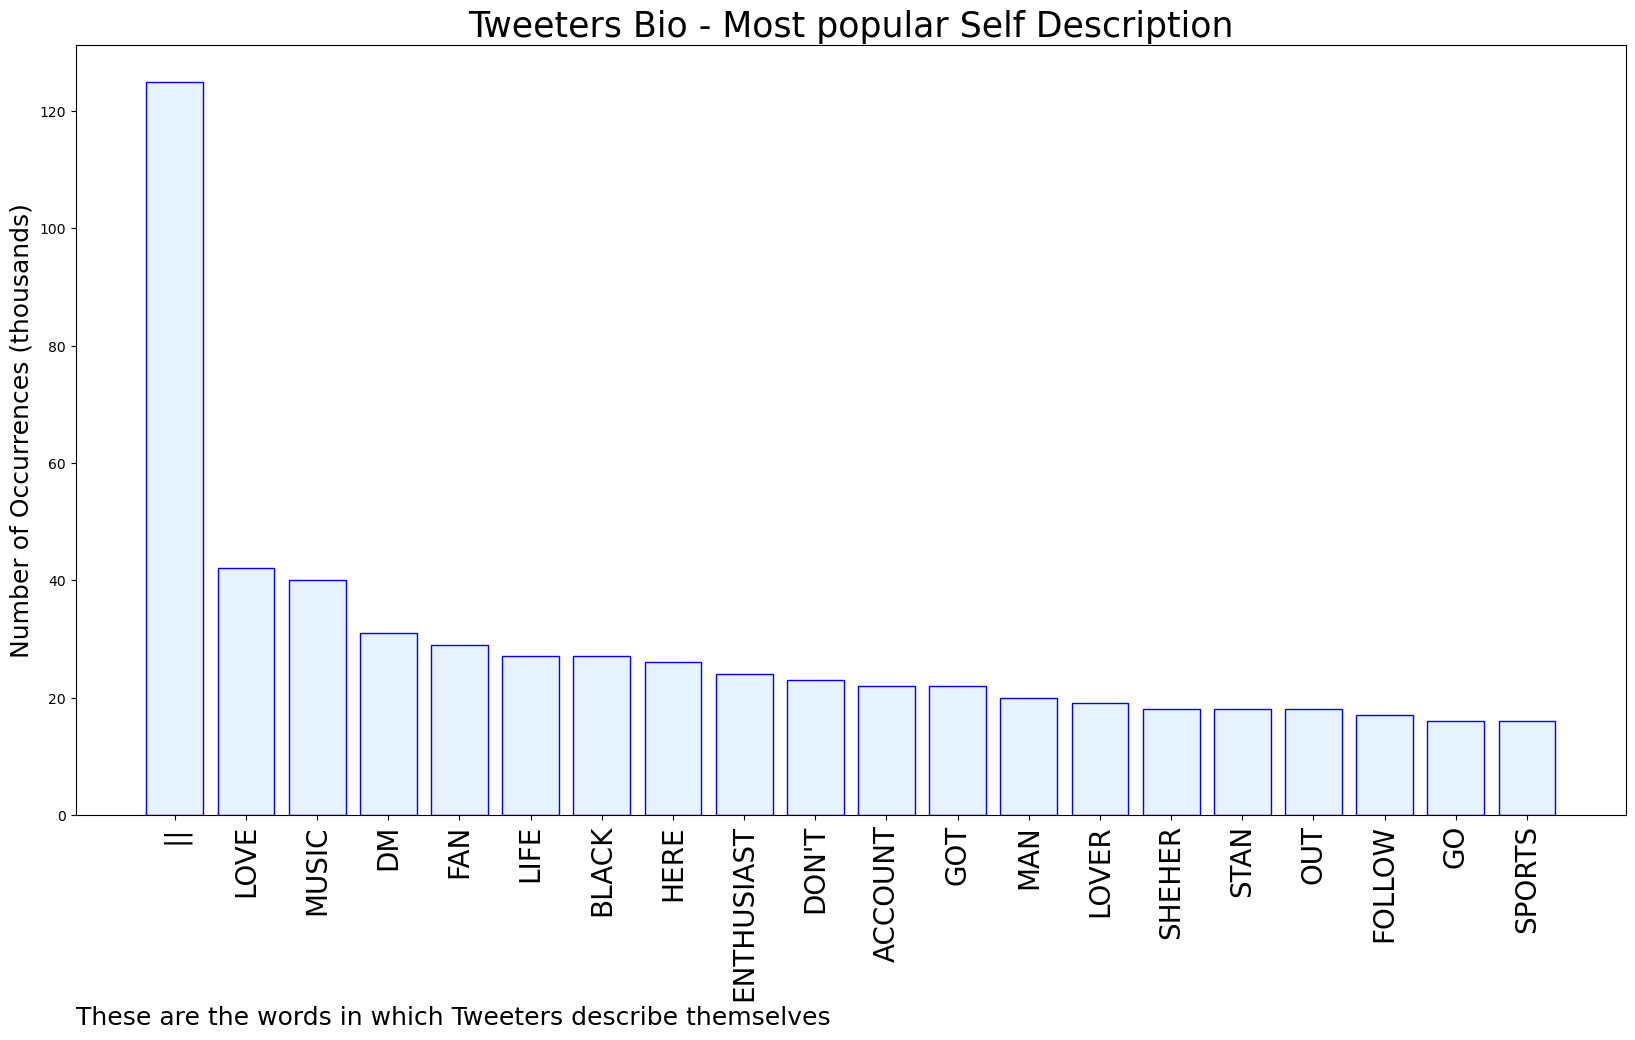 Tweeters Bio - Most popular Self Description
Number of Occurrences (thousands)
120
100
80
60
40
20
0
||
LOVE
MUSIC
DM
FAN
LIFE
BLACK
HERE
ENTHUSIAST
DON'T
ACCOUNT
GOT
MAN
LOVER
SHEHER
STAN
OUT
FOLLOW
GO
SPORTS
These are the words in which Tweeters describe themselves